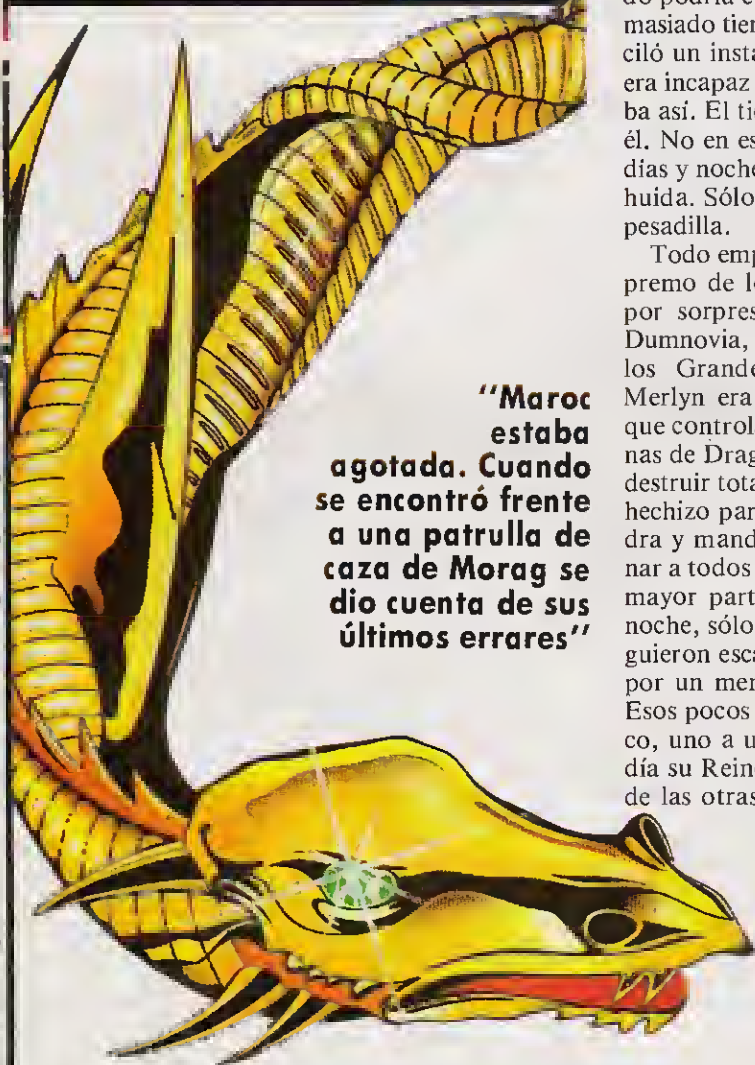 ''Maroc
estaba
agotada. Cuando
se encontró frente
a una patrulla de
caza de Morag se
dio cuenta de sus
últimos errares''
do podría
masiado tie
ciló un insta
era incapaz
ba así. El ti
él. No en es
días y noche
huida. Sólo
pesadilla.
Todo emp
premo de l
por sorpres
Dumnovia,
los Grande
Merlyn era
que control
nas de Drag
destruir tota
hechizo par
dra y mand
nar a todos
mayor part
noche, sólo
guieron esca
por un mer
Esos pocos
co, uno a u
día su Rein
de las otras